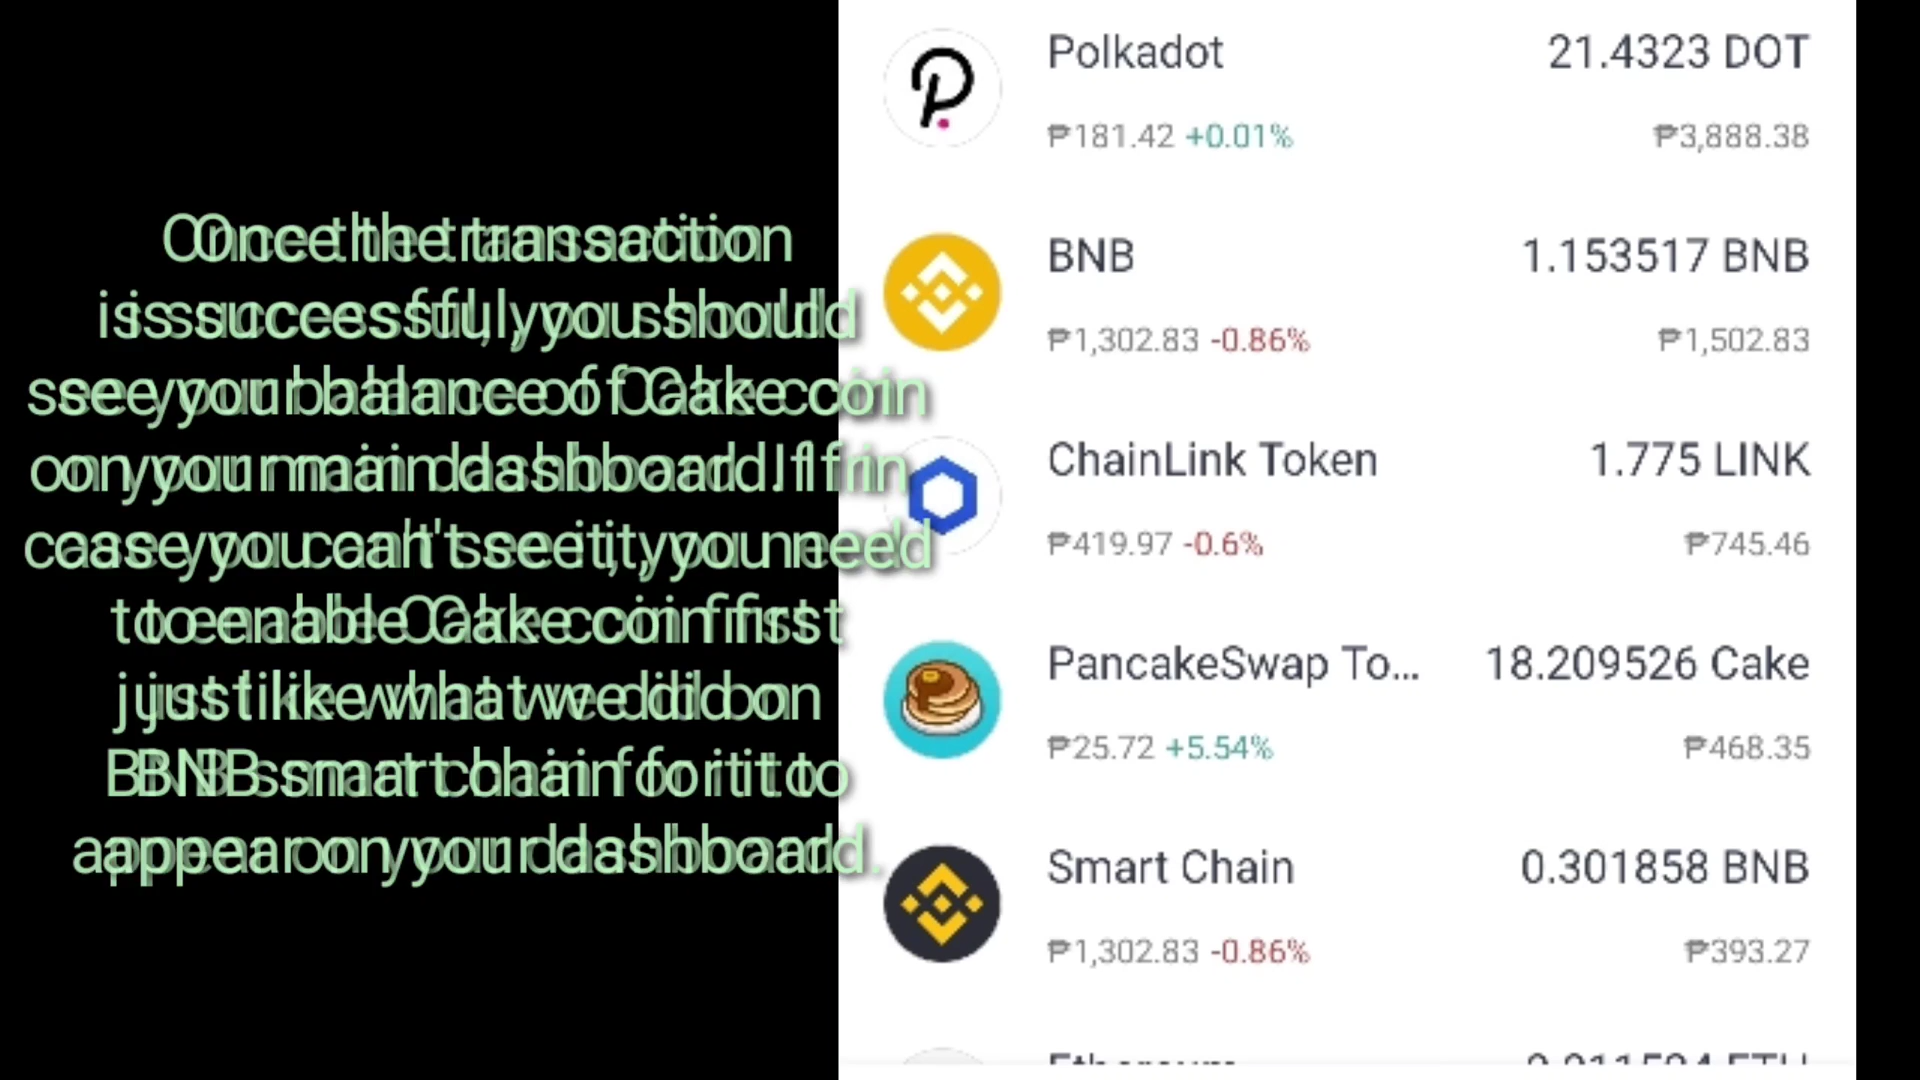 Once the transaction
is successful, you should
see your balance of Cake coin
on your main dashboard. If in
case you can't see it, you need
to enable Cake coin first
just like what we did on
BNB smart chain for it to
appear on your dashboard.
Polkadot 21.4323 DOT
₱181.42 +0.01% ₱3,888.38
BNB 1.153517 BNB
₱1,302.83 -0.86% ₱1,502.83
ChainLink Token 1.775 LINK
₱419.97 -0.6% ₱745.46
PancakeSwap To... 18.209526 Cake
₱25.72 +5.54% ₱468.35
Smart Chain 0.301858 BNB
₱1,302.83 -0.86% ₱393.27